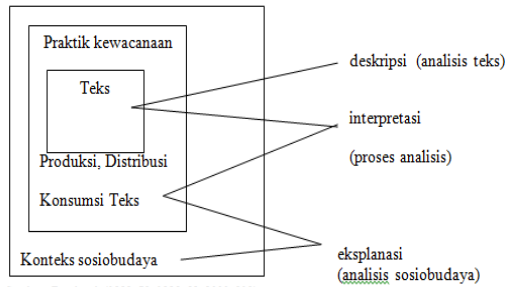 Praktik kewacanaan
Teks
Produksi, Distribusi
Konsumsi Teks
Konteks sosiobudaya
deskripsi (analisis teks)
interpretasi
(proses analisis)
eksplanasi
(analisis sosiobudaya)